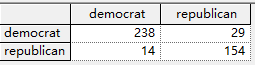 democrat republican
democrat 238 29
republican 14 154